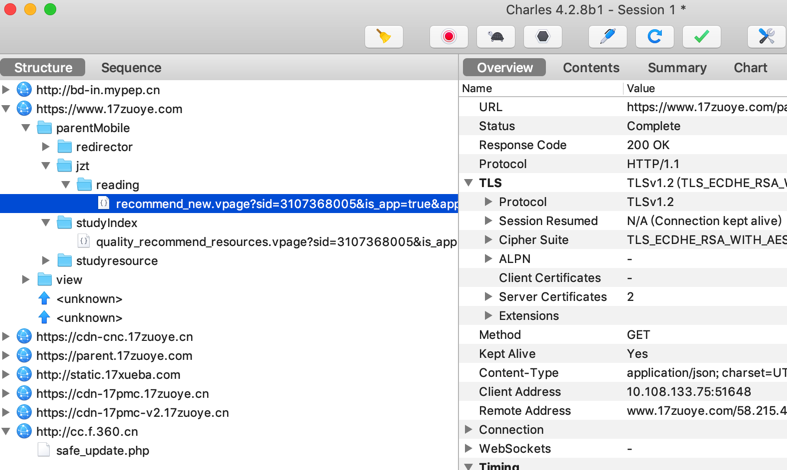 Charles 4.2.8b1 - Session 1 *
Structure
Sequence
http://bd-in.mypep.cn
https://www.17zuoye.com
parentMobile
redirector
jzt
reading
recommend_new.vpage?sid=3107368005&is_app=true&app
studyIndex
quality_recommend_resources.vpage?sid=3107368005&is_app
studyresource
view
<unknown>
<unknown>
https://cdn-cnc.17zuoye.cn
https://parent.17zuoye.com
http://static.17xueba.com
https://cdn-17pmc.17zuoye.cn
https://cdn-17pmc-v2.17zuoye.cn
http://cc.f.360.cn
safe_update.php
Overview
Contents
Summary
Chart
Name Value
URL https://www.17zuoye.com/pa
Status Complete
Response Code 200 OK
Protocol HTTP/1.1
TLS TLSv1.2 (TLS_ECDHE_RSA_W
Protocol TLSv1.2
Session Resumed N/A (Connection kept alive)
Cipher Suite TLS_ECDHE_RSA_WITH_AES
ALPN -
Client Certificates -
Server Certificates 2
Extensions
Method GET
Kept Alive Yes
Content-Type application/json; charset=UT
Client Address 10.108.133.75:51648
Remote Address www.17zuoye.com/58.215.4
Connection
WebSockets -
Timing